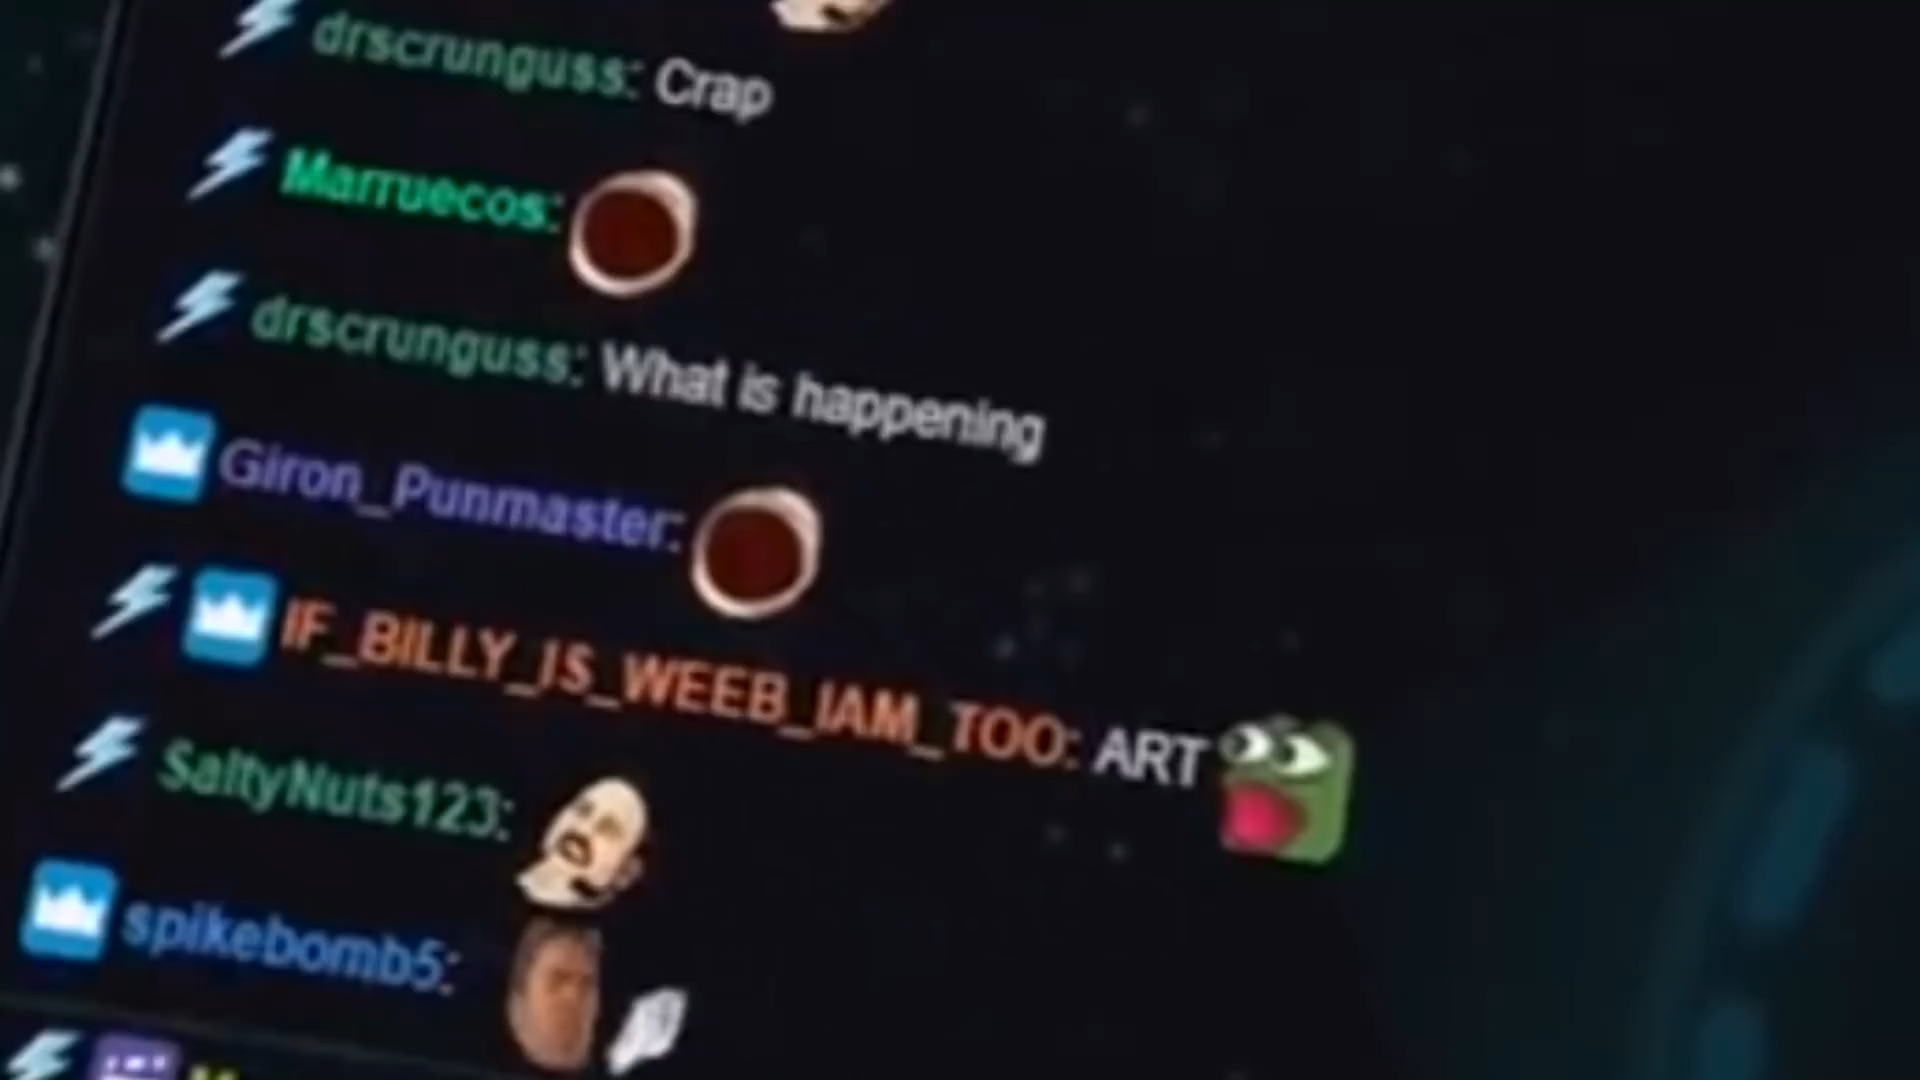 drscrunguss: Crap
Marruecos:
drscrunguss: What is happening
Giron_Punmaster:
IF_BILLY_IS_WEEB_IAM_TOO: ART
SaltyNuts123:
spikebomb5: